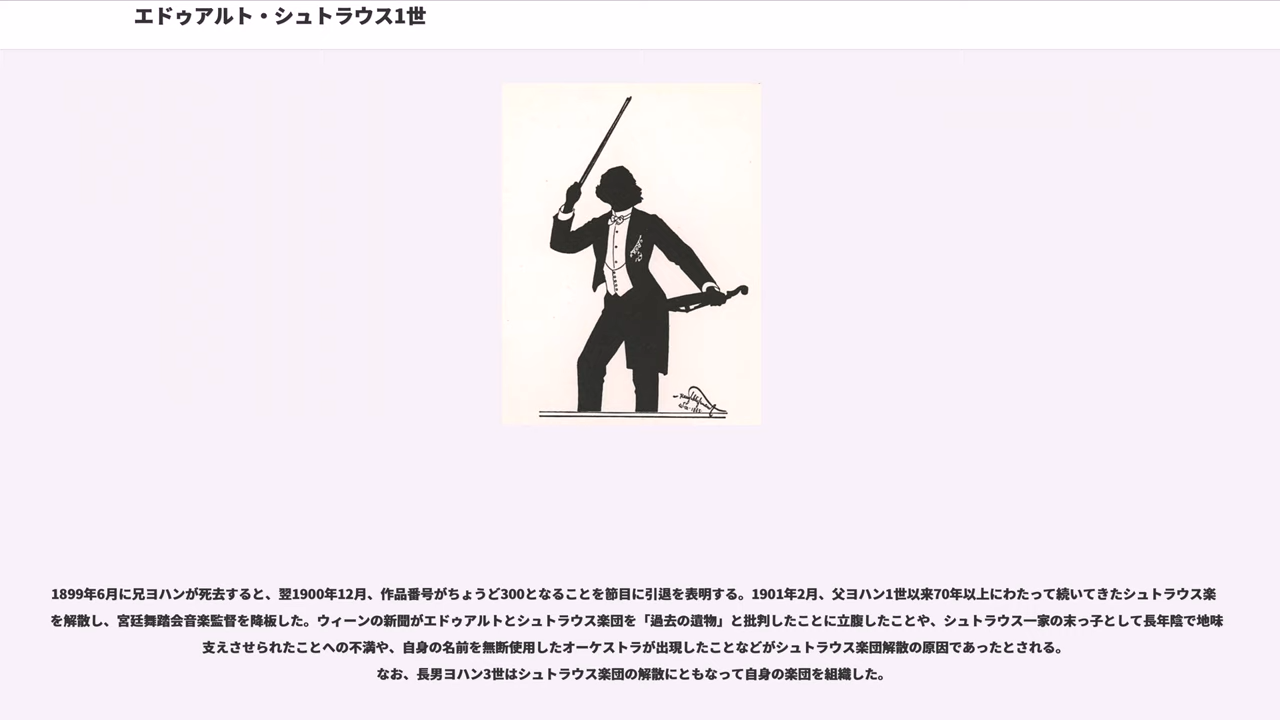 エドゥアルト・シュトラウス1世
1899年6月に兄ヨハンが死去すると、翌1900年12月、作品番号がちょうど300となることを節目に引退を表明する。1901年2月、父ヨハン1世以来70年以上にわたって続いてきたシュトラウス楽
を解散し、宮廷舞踏会音楽監督を降板した。ウィーンの新聞がエドゥアルトとシュトラウス楽団を「過去の遺物」と批判したことに立腹したことや、シュトラウス一家の末っ子として長年陰で地味
支えさせられたことへの不満や、自身の名前を無断使用したオーケストラが出現したことなどがシュトラウス楽団解散の原因であったとされる。
なお、長男ヨハン3世はシュトラウス楽団の解散にともなって自身の楽団を組織した。